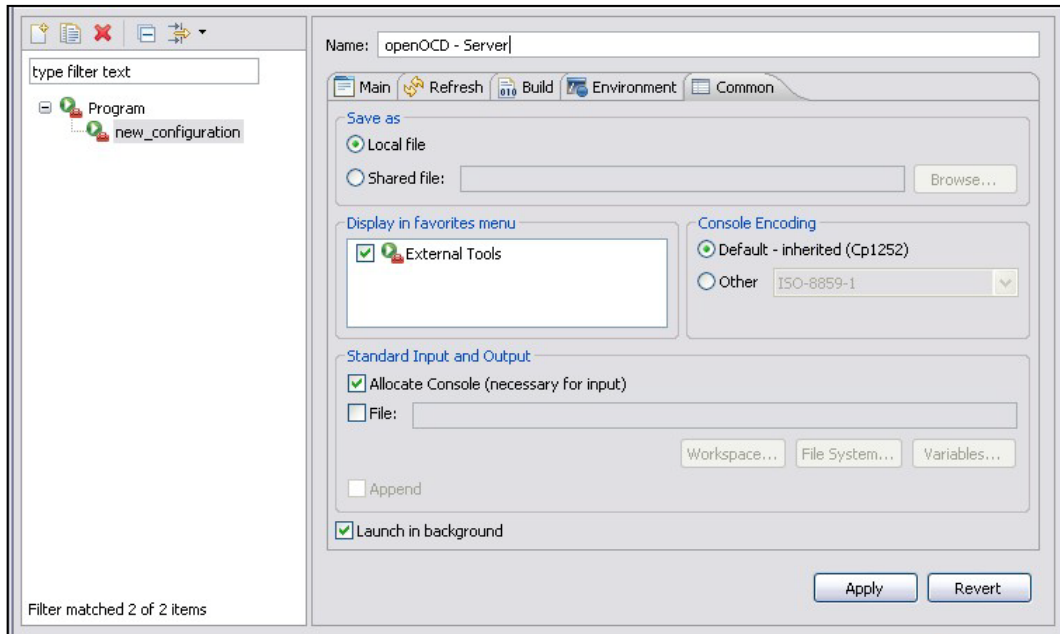 type filter text
Program
new_configuration
Filter matched 2 of 2 items
Name: openOCD - Server
Main Refresh 010 Build Environment Common
Save as
Local file
Shared file: Browse...
Display in favorites menu
External Tools
Console Encoding
Default - inherited (Cp1252)
Other ISO-8859-1
Standard Input and Output
Allocate Console (necessary for input)
File:
Workspace... File System... Variables...
Append
Launch in background
Apply Revert